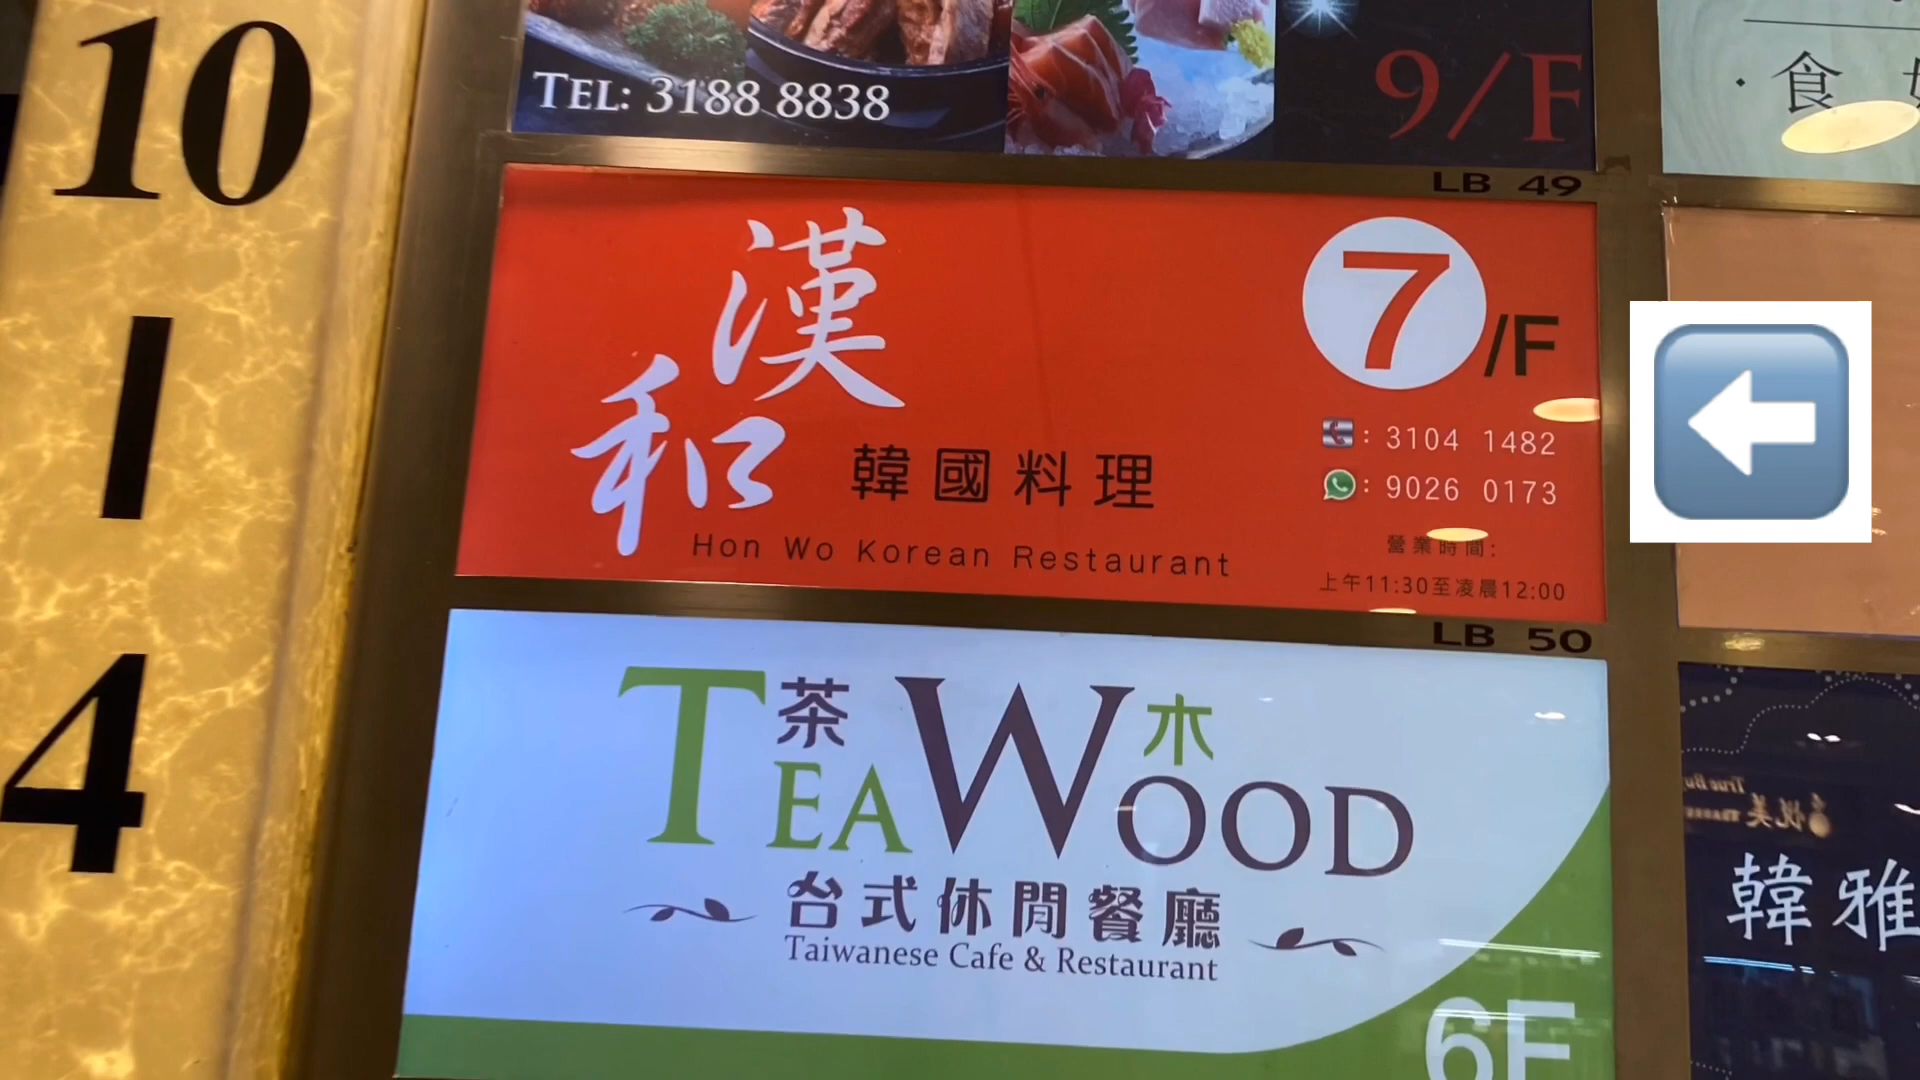 10
-
4
TEL: 3188 8838
9/F
·食
LB 49
漢和
7/F
韓國料理
: 3104 1482
: 9026 0173
Hon Wo Korean Restaurant
營業時間:
上午11:30至凌晨12:00
LB 50
TEA WOOD
茶 木
台式休閒餐廳
Taiwanese Cafe & Restaurant
6F
韓雅